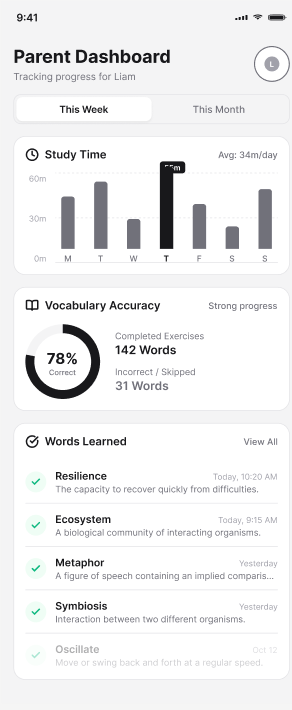 9:41
Parent Dashboard
Tracking progress for Liam
L
This Week
This Month
Study Time
Avg: 34m/day
60m
30m
0m
M T W T F S S
Vocabulary Accuracy
Strong progress
78%
Correct
Completed Exercises
142 Words
Incorrect / Skipped
31 Words
Words Learned
View All
Resilience
Today, 10:20 AM
The capacity to recover quickly from difficulties.
Ecosystem
Today, 9:15 AM
A biological community of interacting organisms.
Metaphor
Yesterday
A figure of speech containing an implied comparis...
Symbiosis
Yesterday
Interaction between two different organisms.
Oscillate
Oct 12
Move or swing back and forth at a regular speed.